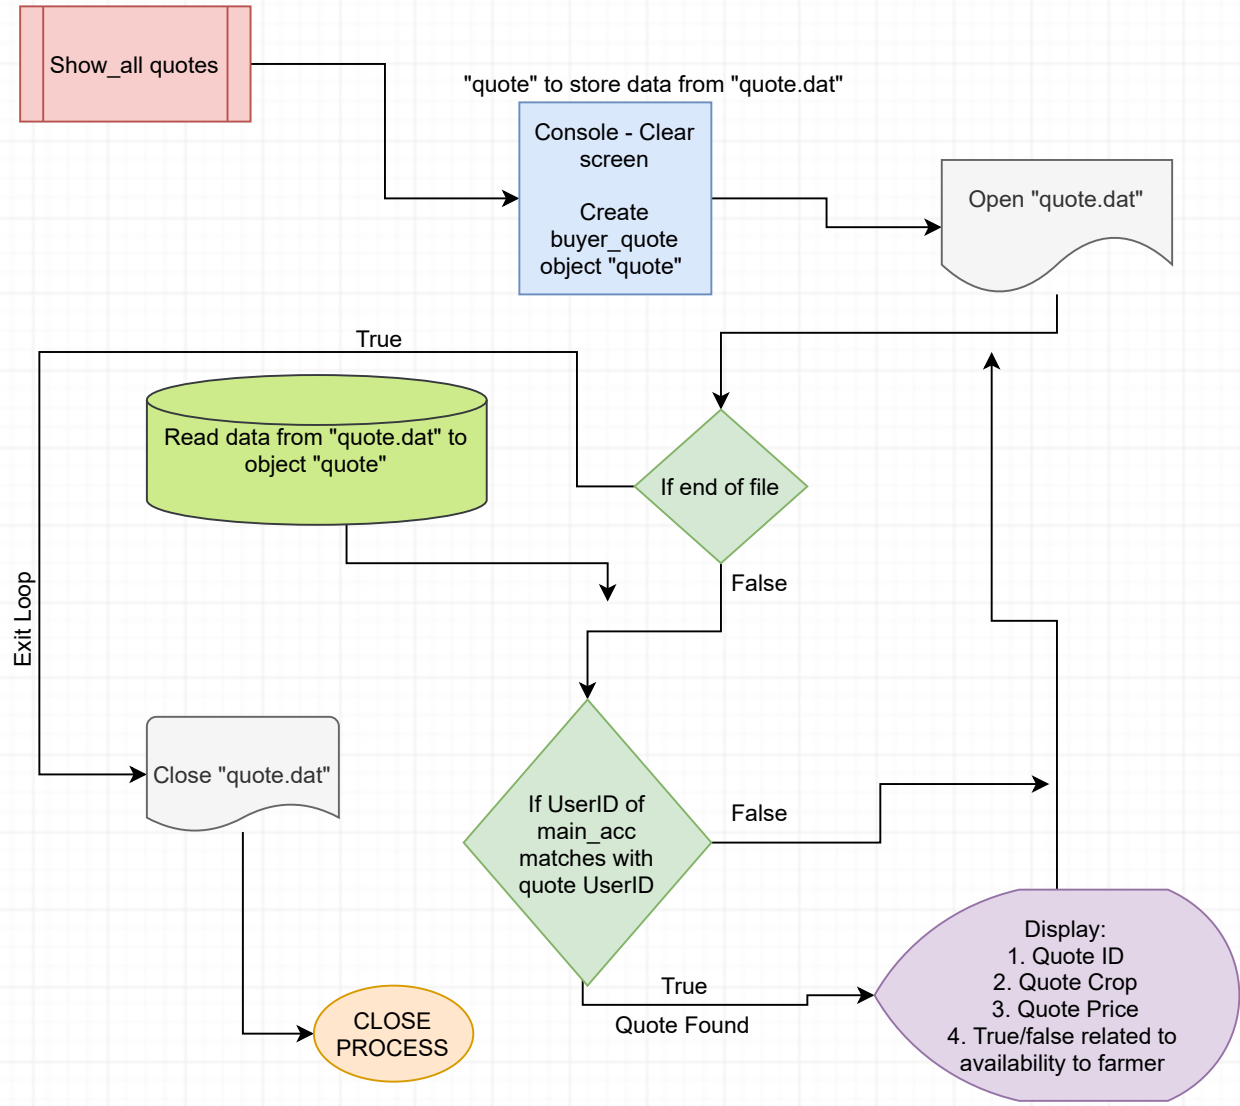 Show_all quotes
"quote" to store data from "quote.dat"
Console - Clear
screen
Create
buyer_quote
object "quote"
Open "quote.dat"
True
Read data from "quote.dat" to
object "quote"
If end of file
False
Exit Loop
Close "quote.dat"
If UserID of
main_acc
matches with
quote UserID
False
True
Quote Found
Display:
1. Quote ID
2. Quote Crop
3. Quote Price
4. True/false related to
availability to farmer
CLOSE
PROCESS